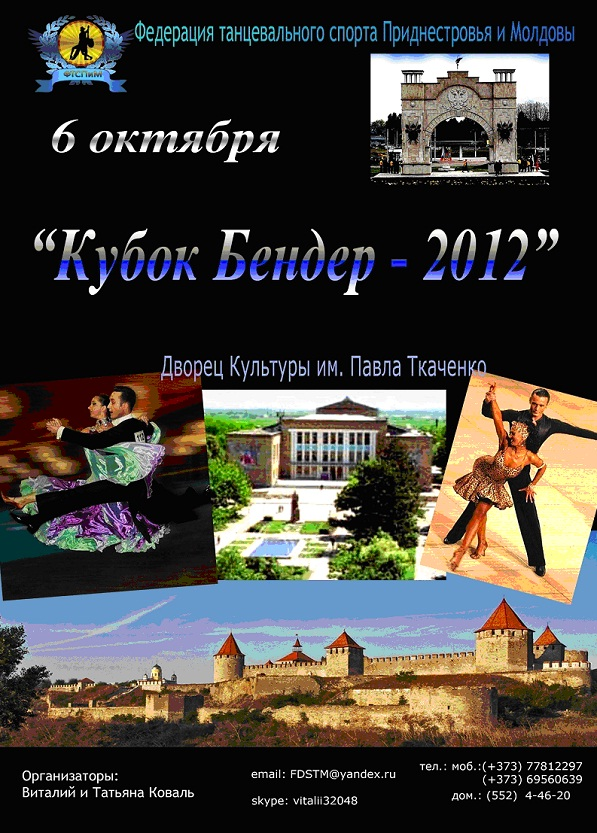 Федерация танцевального спорта Приднестровья и Молдовы
ФТСПиМ
6 октября
“Кубок Бендер - 2012”
Дворец Культуры им. Павла Ткаченко
Организаторы:
Виталий и Татьяна Коваль
email: FDSTM@yandex.ru
skype: vitalii32048
тел.: моб.:(+373) 77812297
(+373) 69560639
дом.: (552) 4-46-20